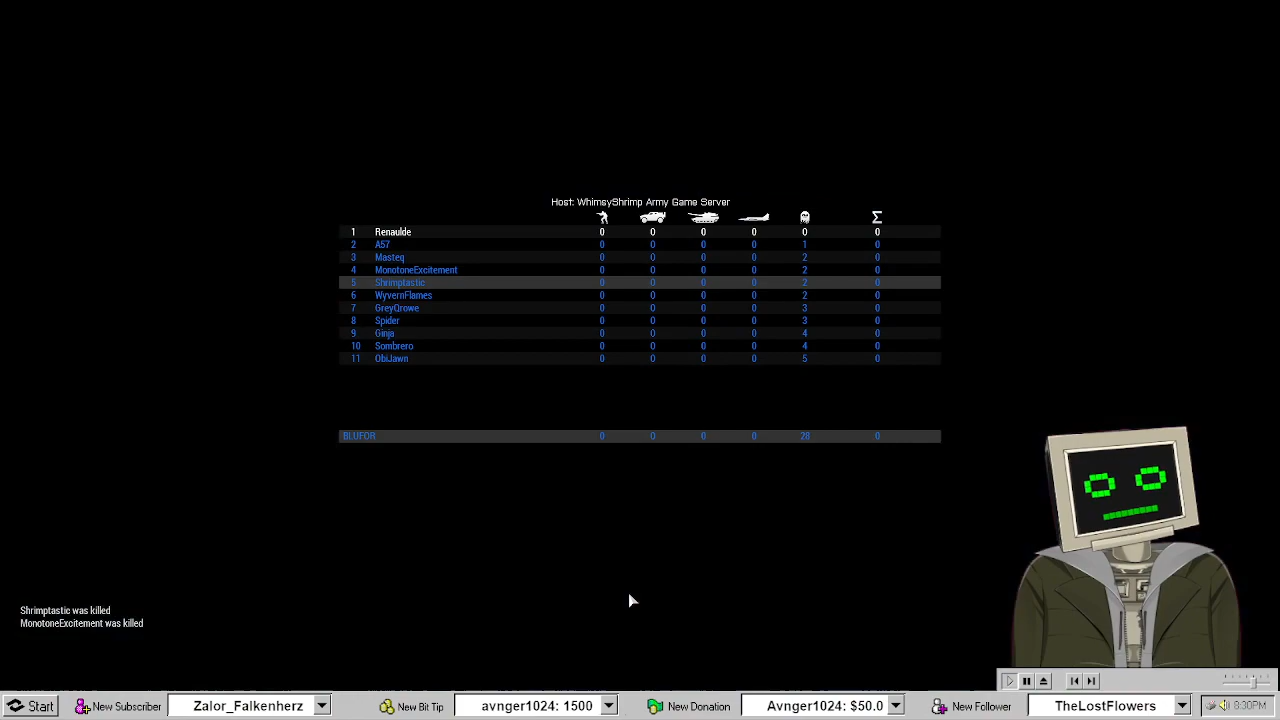 Host: WhimsyShrimp Army Game Server
Σ
1 Renaulde 0 0 0 0 0 0
2 A57 0 0 0 0 1 0
3 Masteq 0 0 0 0 2 0
4 MonotoneExcitement 0 0 0 0 2 0
5 Shrimptastic 0 0 0 0 2 0
6 WyvernFlames 0 0 0 0 2 0
7 GreyQrowe 0 0 0 0 3 0
8 Spider 0 0 0 0 3 0
9 Ginja 0 0 0 0 4 0
10 Sombrero 0 0 0 0 4 0
11 ObiJawn 0 0 0 0 5 0
BLUFOR 0 0 0 0 28 0
Shrimptastic was killed
MonotoneExcitement was killed
Start New Subscriber Zalor_Falkenherz New Bit Tip avnger1024: 1500 New Donation Avnger1024: $50.0 New Follower TheLostFlowers 8:30PM